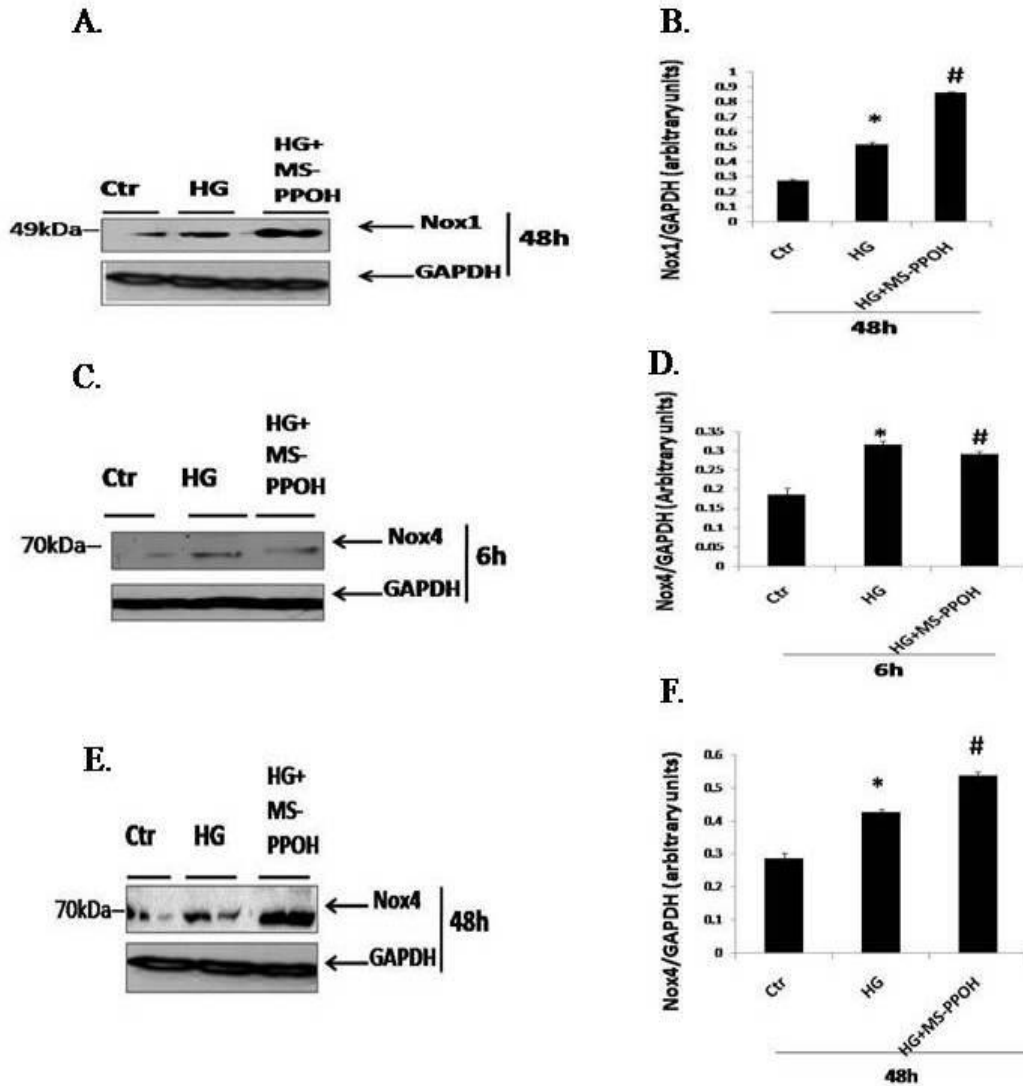 A.
Ctr
HG
HG+
MS-
PPOH
49kDa
Nox1
GAPDH
48h
B.
Nox1/GAPDH (arbitrary units)
1
0.9
0.8
0.7
0.6
0.5
0.4
0.3
0.2
0.1
0
*
#
Ctr
HG
HG+MS-PPOH
48h
C.
Ctr
HG
HG+
MS-
PPOH
70kDa
Nox4
GAPDH
6h
D.
Nox4/GAPDH (Arbitrary units)
0.35
0.3
0.25
0.2
0.15
0.1
0.05
0
*
#
Ctr
HG
HG+MS-PPOH
6h
E.
Ctr
HG
HG+
MS-
PPOH
70kDa
Nox4
GAPDH
48h
F.
Nox4/GAPDH (arbitrary units)
0.6
0.5
0.4
0.3
0.2
0.1
0
*
#
Ctr
HG
HG+MS-PPOH
48h